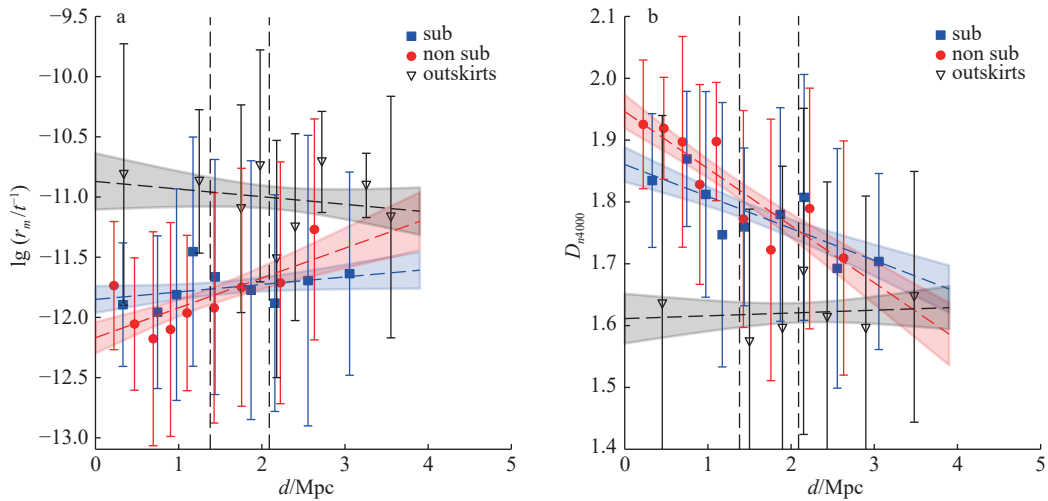 a
sub
non sub
outskirts
−9.5
−10.0
−10.5
−11.0
−11.5
−12.0
−12.5
−13.0
lg (r_m/t^−1)
0 1 2 3 4 5
d/Mpc
b
sub
non sub
outskirts
2.1
2.0
1.9
1.8
1.7
1.6
1.5
1.4
D_n4000
0 1 2 3 4 5
d/Mpc